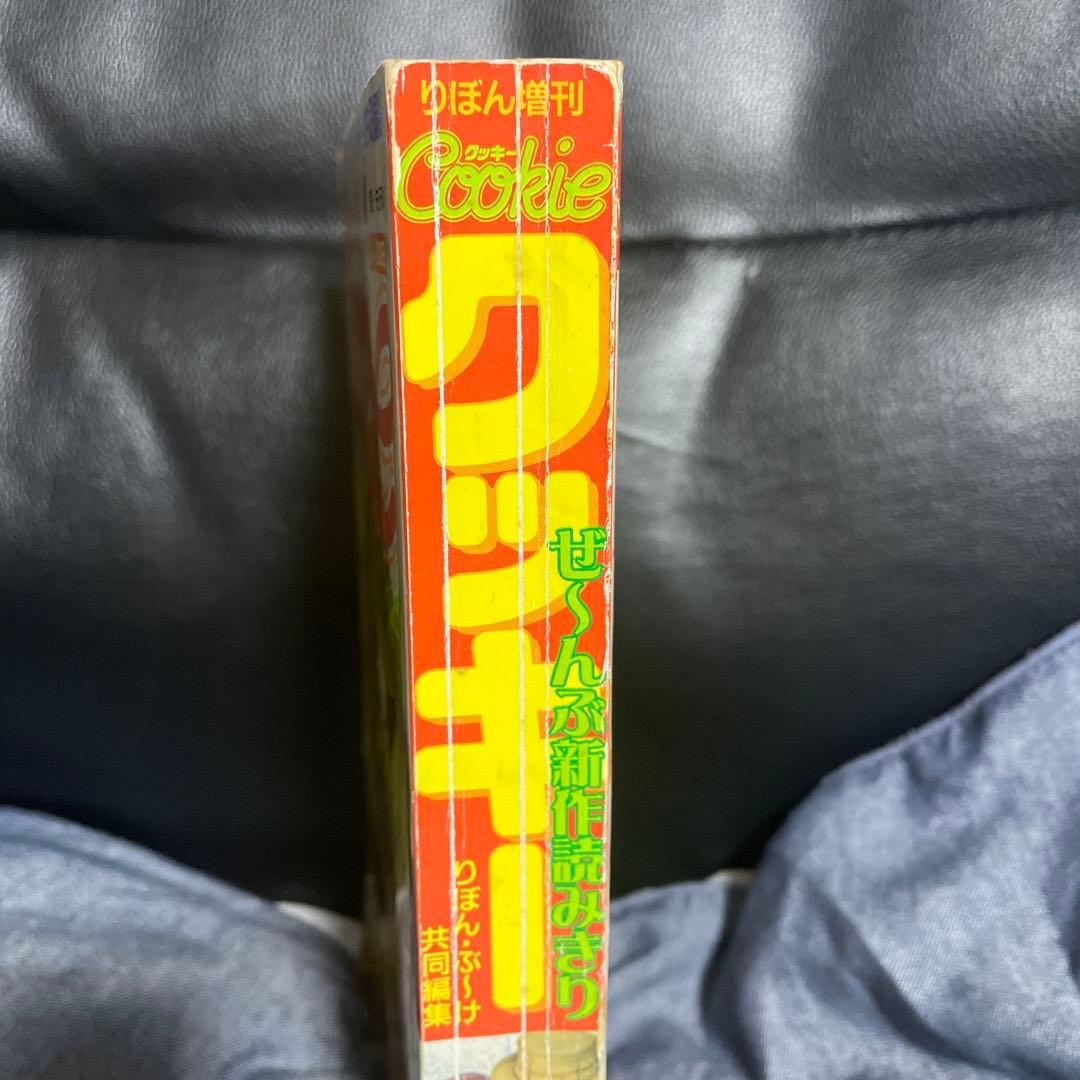 りぼん増刊
クッキー
Cookie
クッキー
ぜ〜んぶ新作読みきり
りぼん・ぶ〜け
共同編集